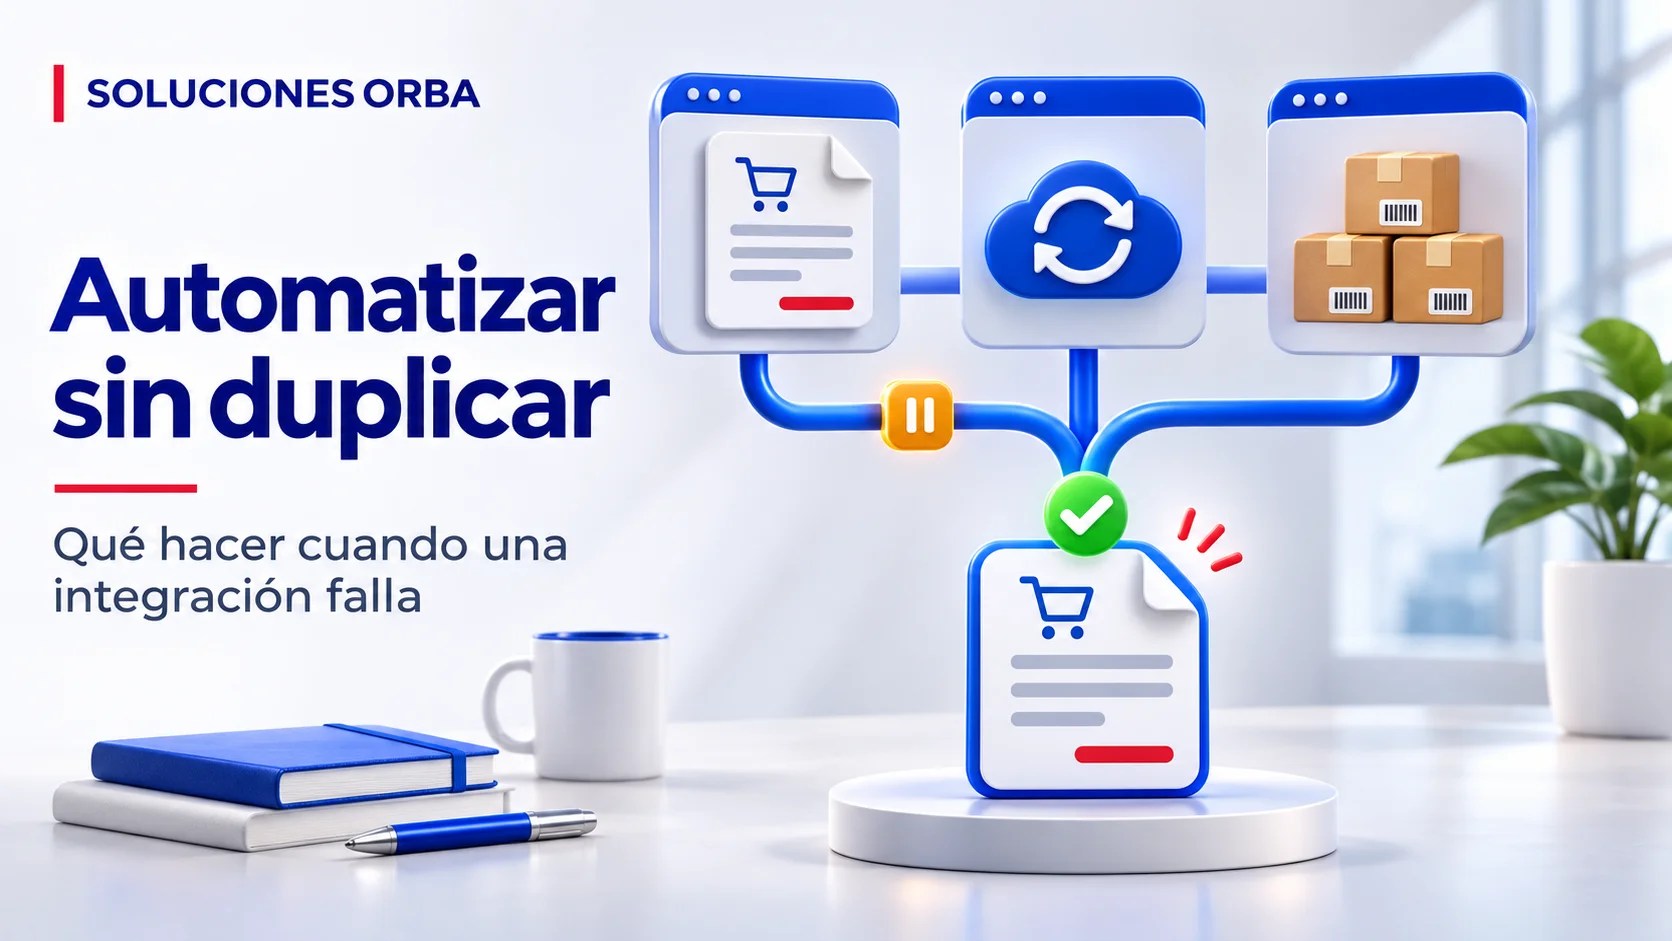 SOLUCIONES ORBA
Automatizar
sin duplicar
Qué hacer cuando una
integración falla